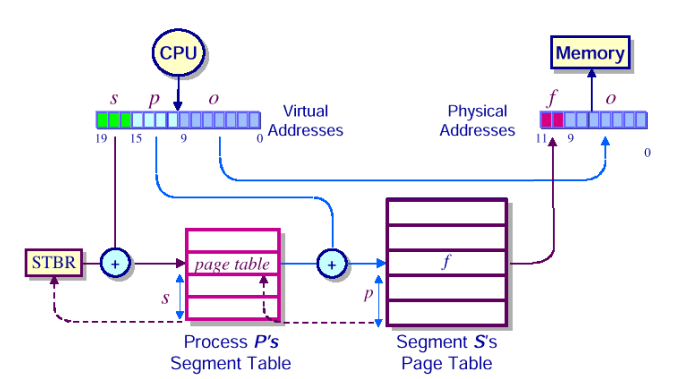 CPU
Memory
s p o
f o
Virtual
Addresses
Physical
Addresses
19 15 9 0
11 9 0
STBR
+
page table
+
f
s
p
Process P's
Segment Table
Segment S's
Page Table